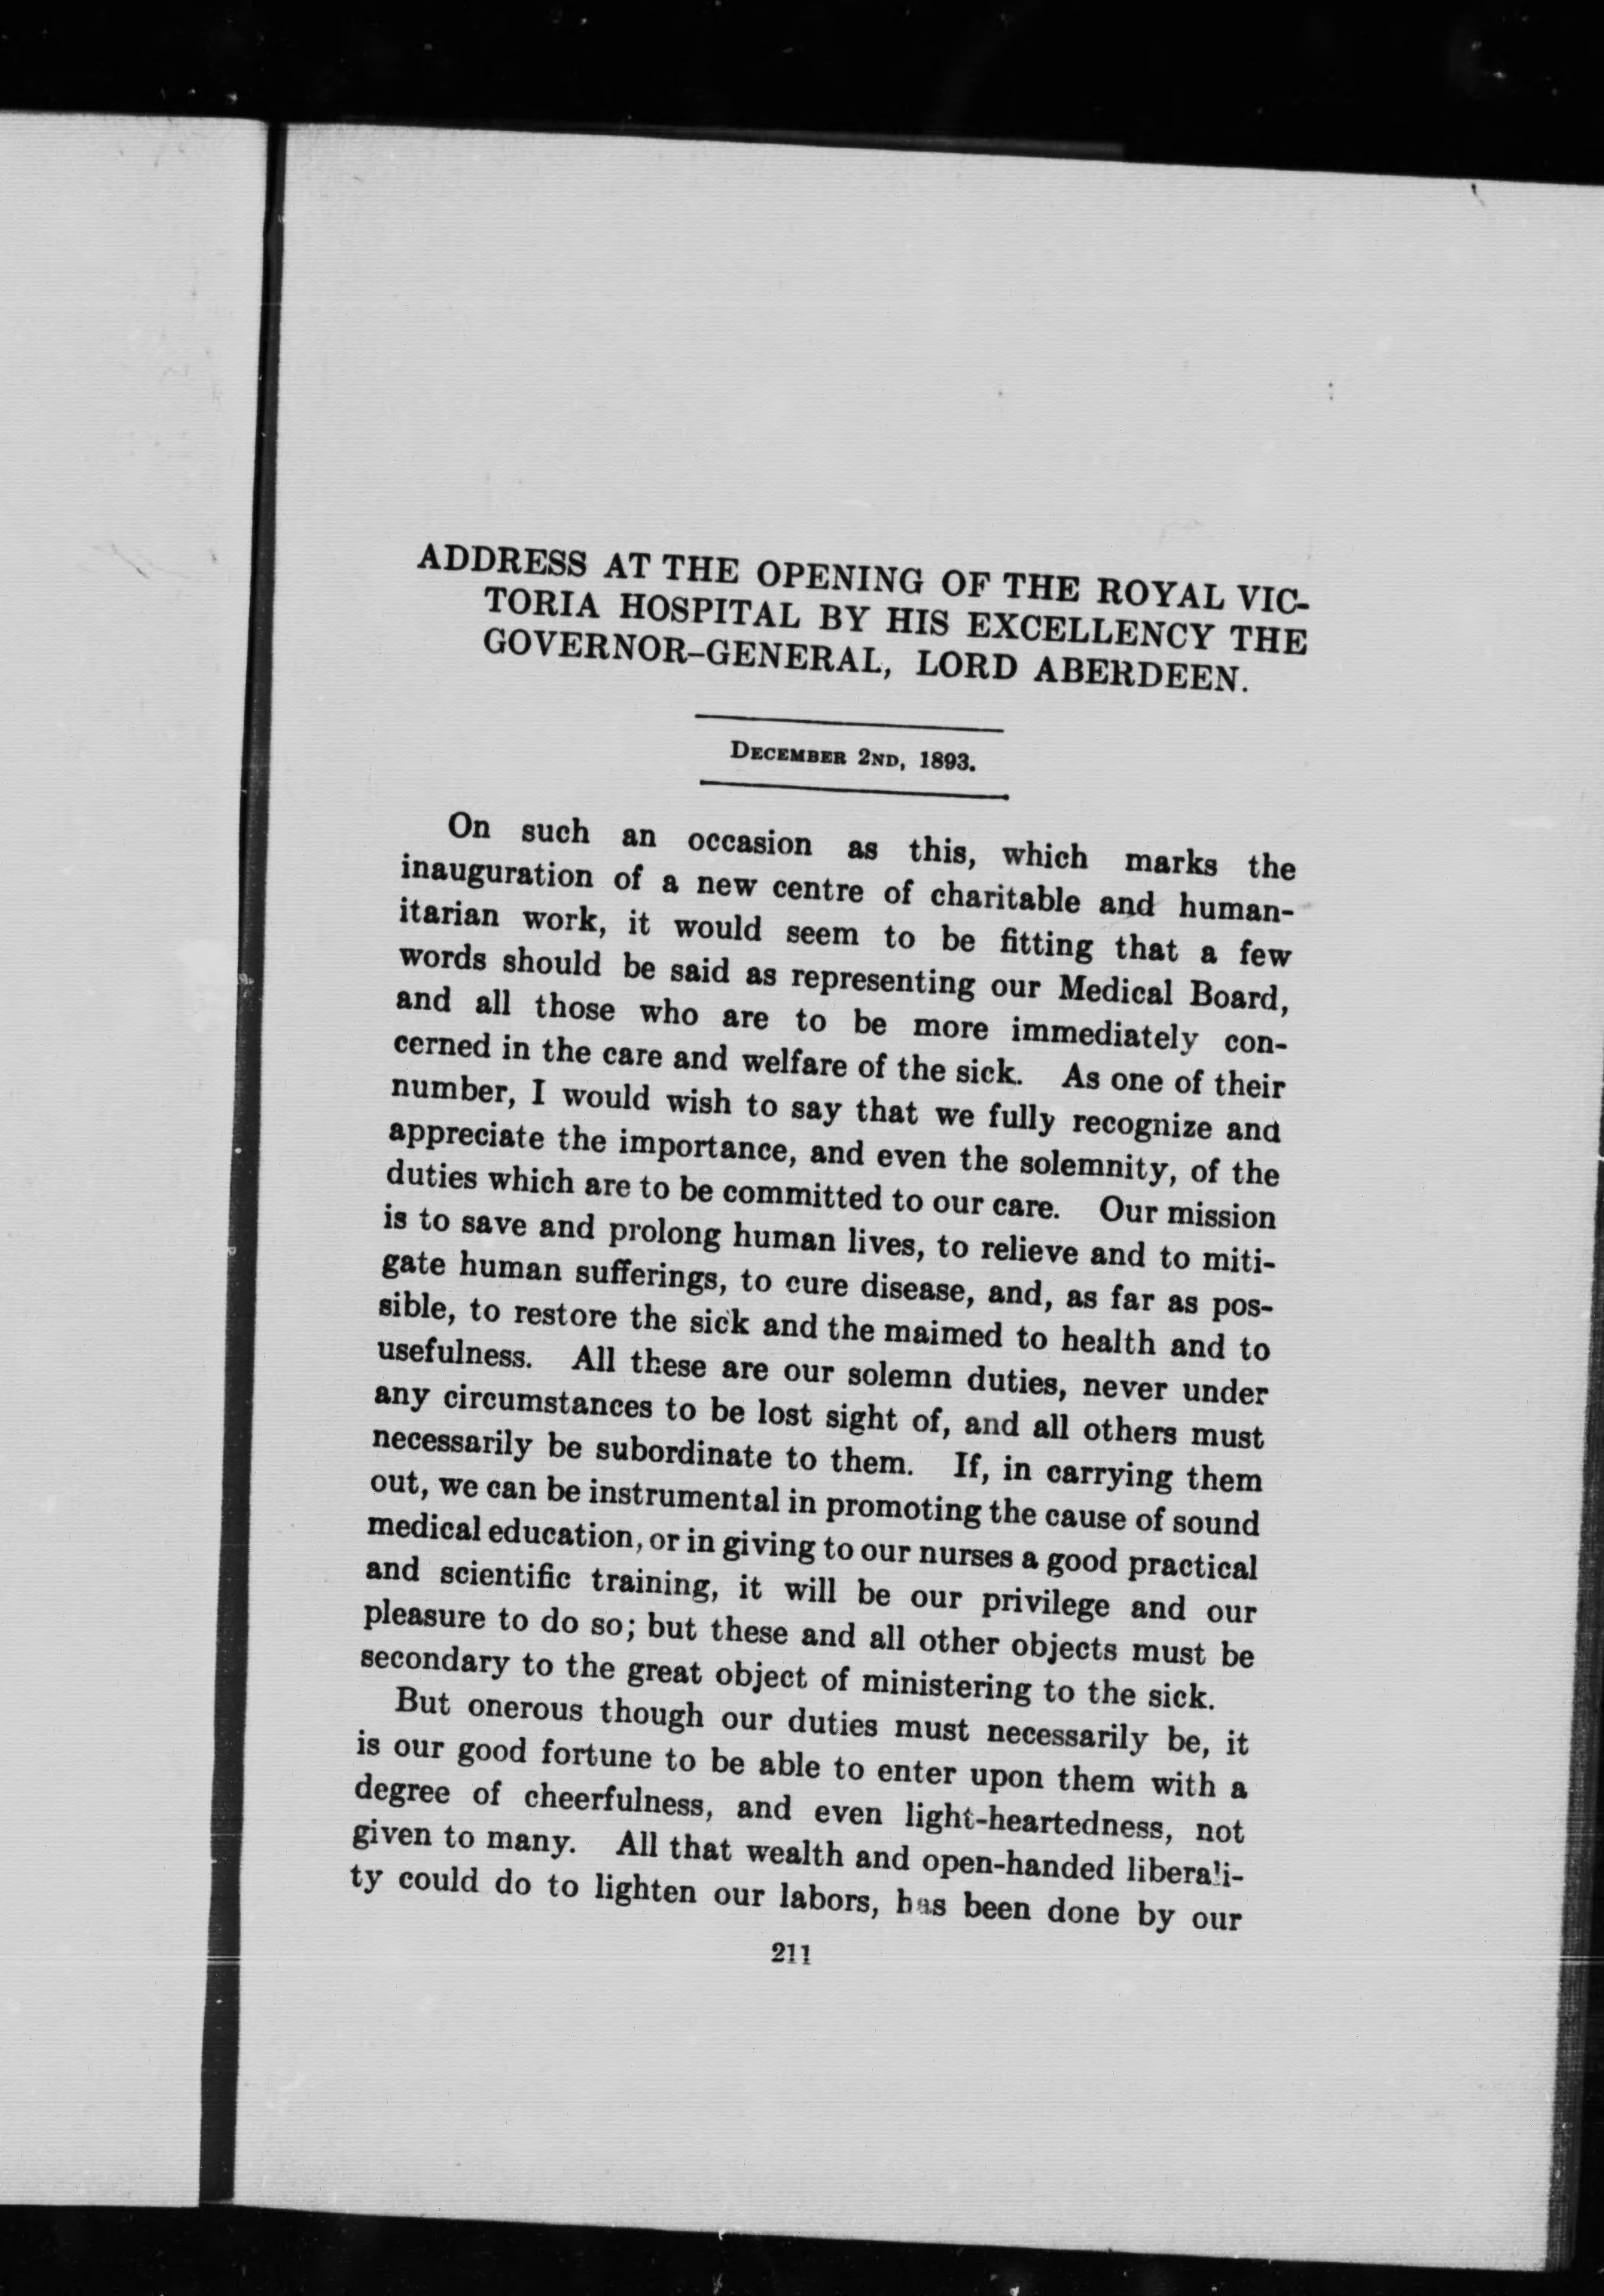 ADDRESS AT THE OPENING OF THE ROYAL VIC-
TORIA HOSPITAL BY HIS EXCELLENCY THE
GOVERNOR-GENERAL, LORD ABERDEEN.
DECEMBER 2ND, 1893.
On such an occasion as this, which marks the
inauguration of a new centre of charitable and human-
itarian work, it would seem to be fitting that a few
words should be said as representing our Medical Board,
and all those who are to be more immediately con-
cerned in the care and welfare of the sick. As one of their
number, I would wish to say that we fully recognize and
appreciate the importance, and even the solemnity, of the
duties which are to be committed to our care. Our mission
is to save and prolong human lives, to relieve and to miti-
gate human sufferings, to cure disease, and, as far as pos-
sible, to restore the sick and the maimed to health and to
usefulness. All these are our solemn duties, never under
any circumstances to be lost sight of, and all others must
necessarily be subordinate to them. If, in carrying them
out, we can be instrumental in promoting the cause of sound
medical education, or in giving to our nurses a good practical
and scientific training, it will be our privilege and our
pleasure to do so; but these and all other objects must be
secondary to the great object of ministering to the sick.
But onerous though our duties must necessarily be, it
is our good fortune to be able to enter upon them with a
degree of cheerfulness, and even light-heartedness, not
given to many. All that wealth and open-handed liberali-
ty could do to lighten our labors, has been done by our
211